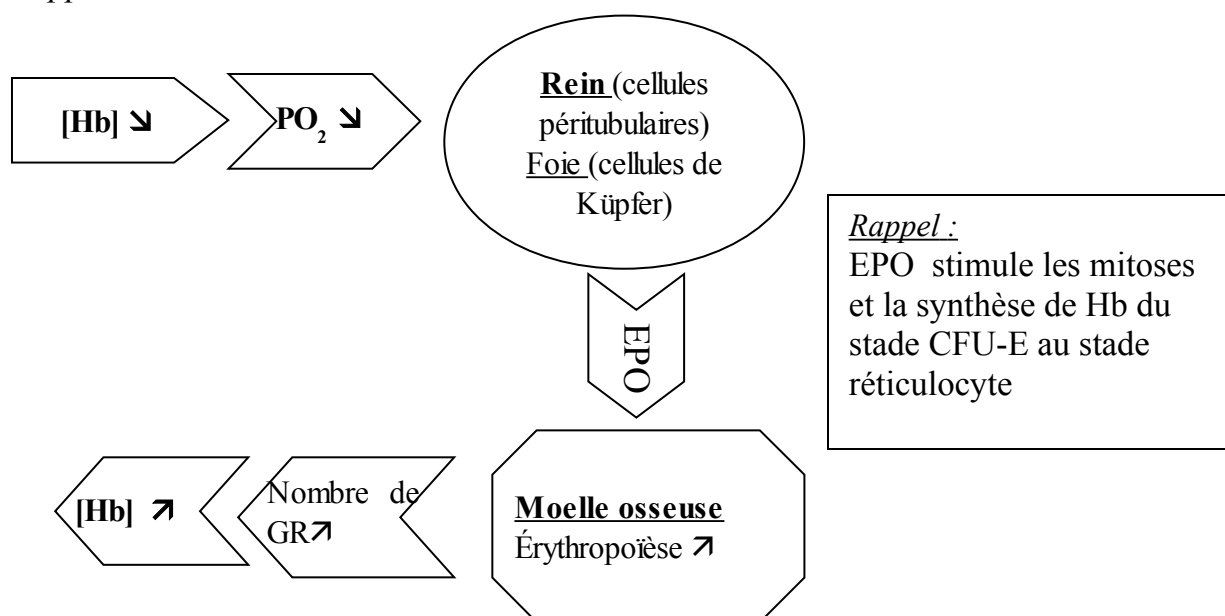 [Hb] ↘
PO₂ ↘
Rein (cellules
péritubulaires)
Foie (cellules de
Küpfer)
EPO
Rappel :
EPO stimule les mitoses
et la synthèse de Hb du
stade CFU-E au stade
réticulocyte
Moelle osseuse
Érythropoïèse ↗
Nombre de
GR↗
[Hb] ↗